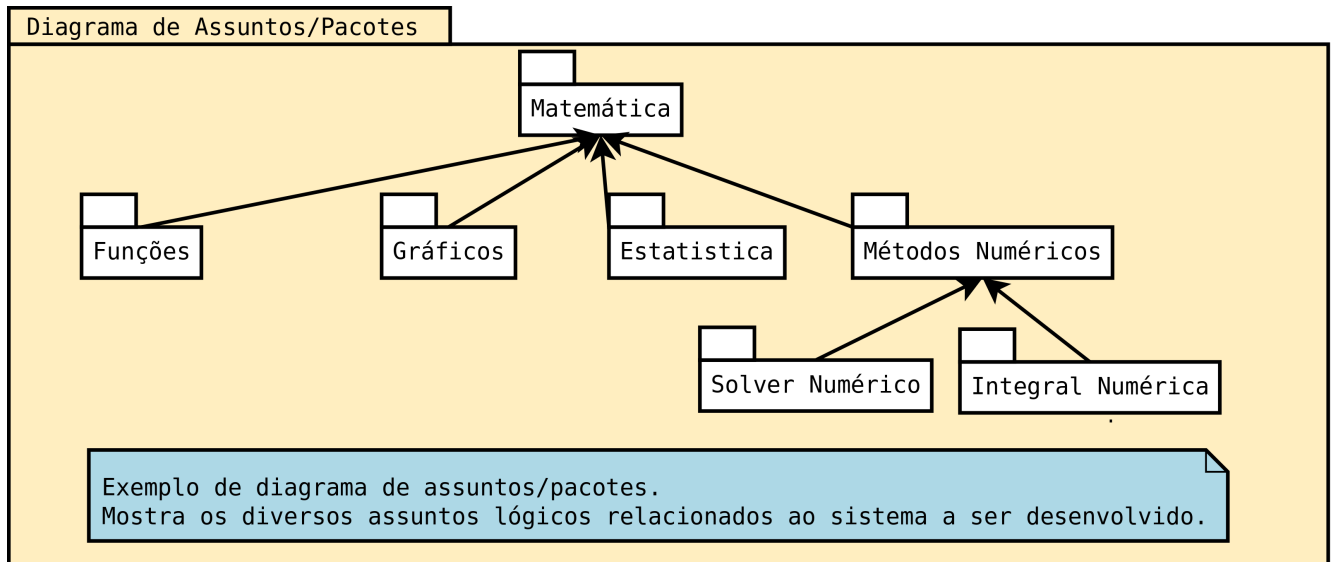 Diagrama de Assuntos/Pacotes
Matemática
Funções
Gráficos
Estatistica
Métodos Numéricos
Solver Numérico
Integral Numérica
.
Exemplo de diagrama de assuntos/pacotes.
Mostra os diversos assuntos lógicos relacionados ao sistema a ser desenvolvido.